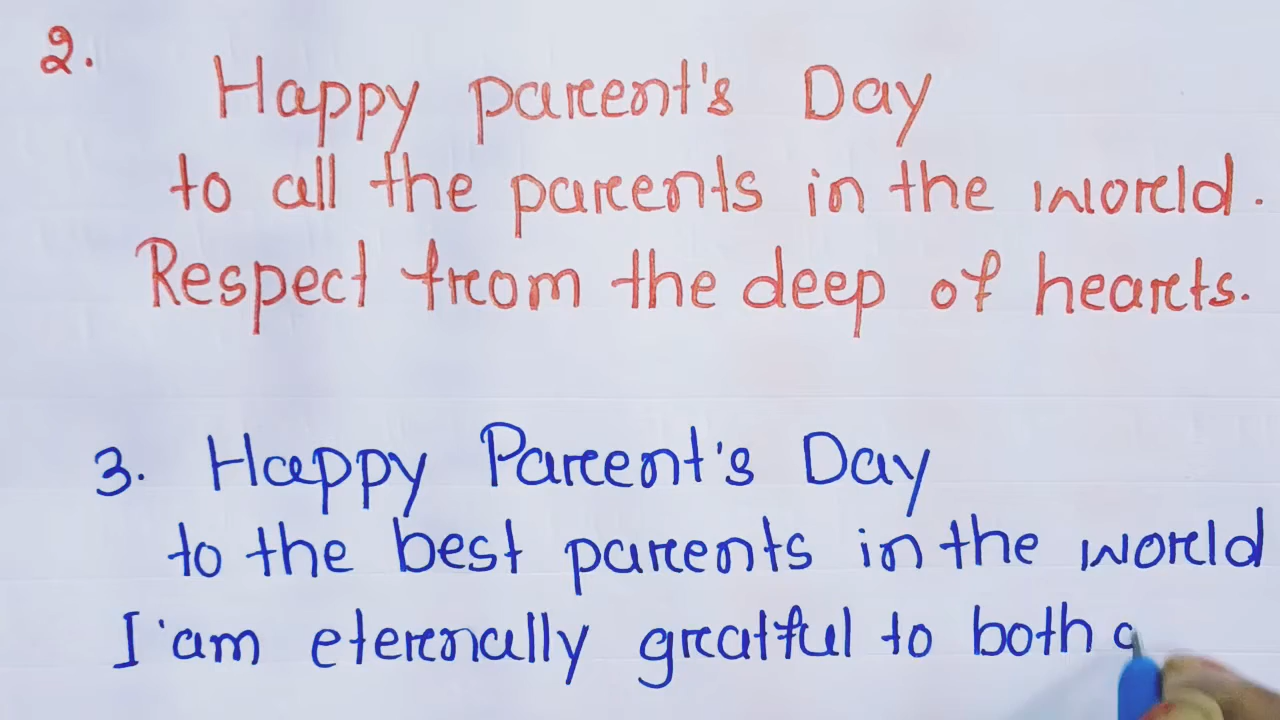 2.
Happy parent's Day
to all the parents in the world.
Respect from the deep of hearts.
3. Happy Parent's Day
to the best parents in the world
I'am eternally greatful to both